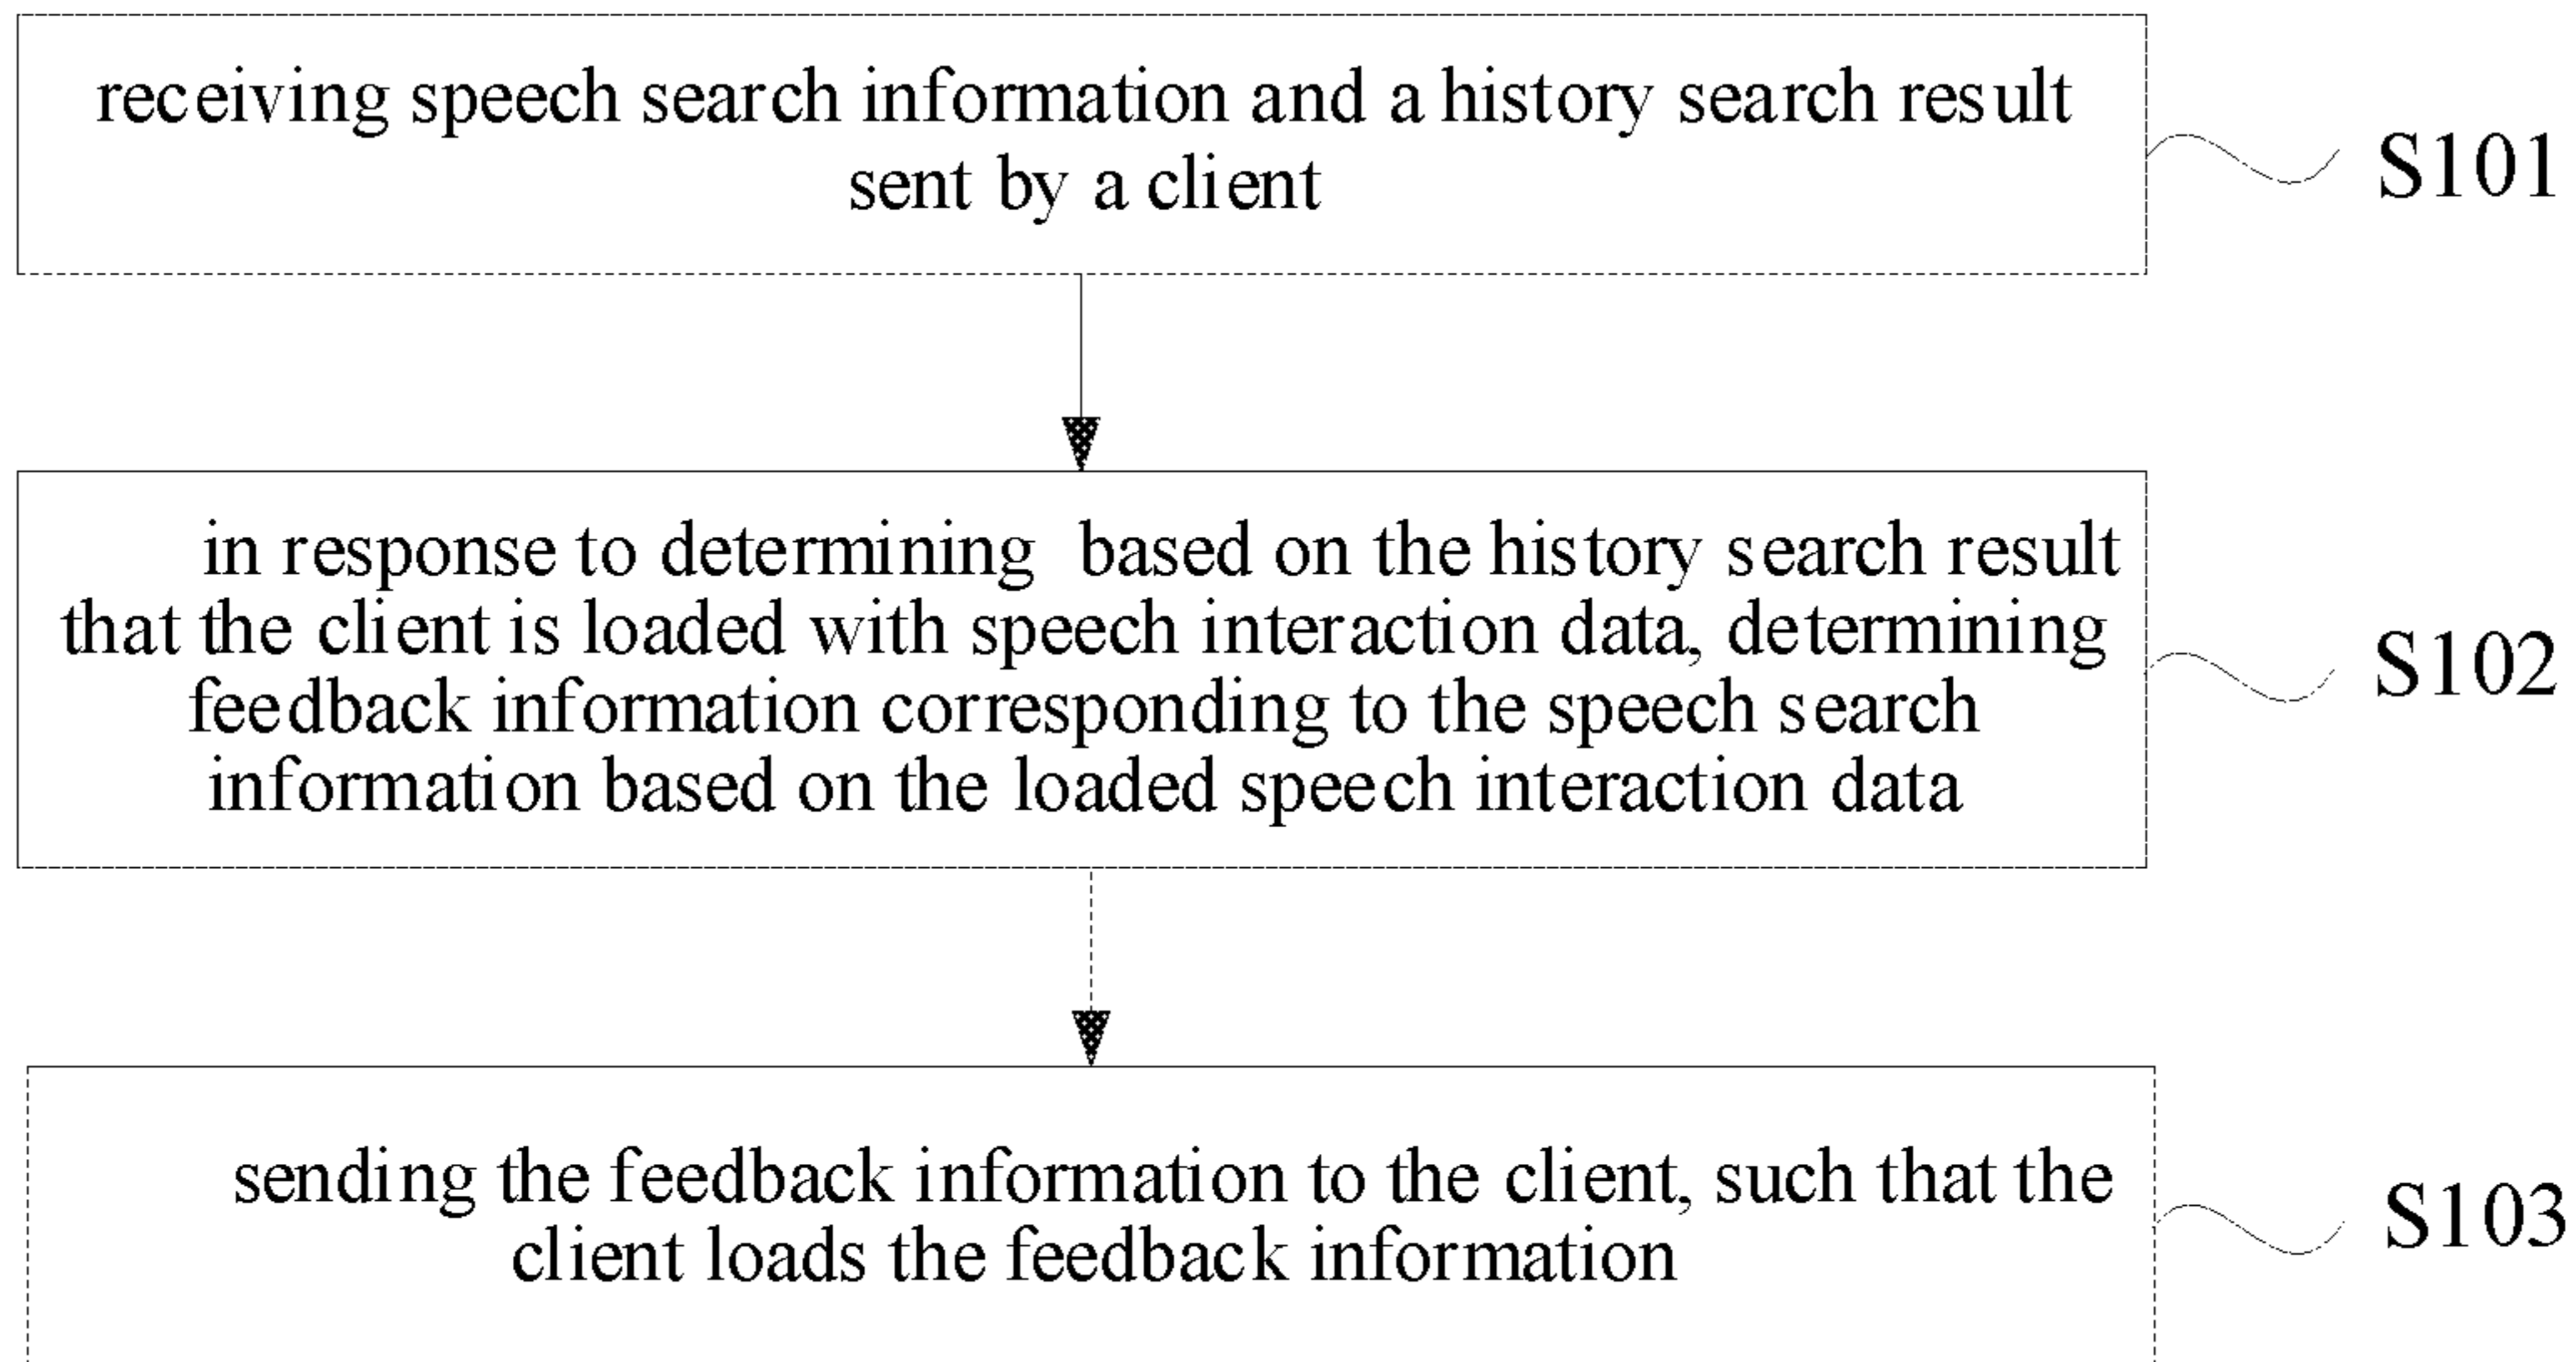 receiving speech search information and a history search result
sent by a client
S101
in response to determining based on the history search result
that the client is loaded with speech interaction data, determining
feedback information corresponding to the speech search
information based on the loaded speech interaction data
S102
sending the feedback information to the client, such that the
client loads the feedback information
S103